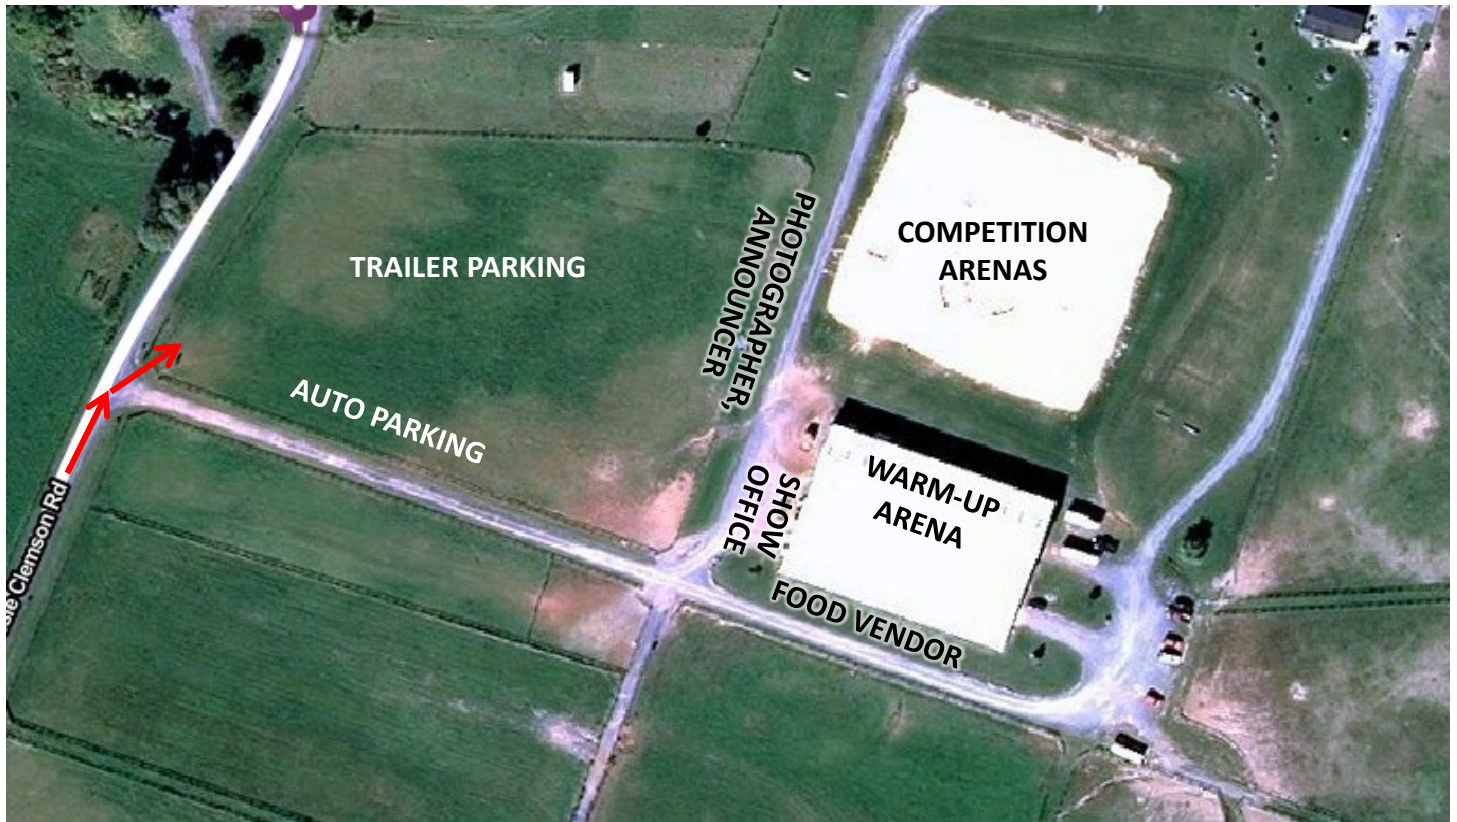 COMPETITION
ARENAS
TRAILER PARKING
PHOTOGRAPHER,
ANNOUNCER
AUTO PARKING
WARM-UP
ARENA
SHOW
OFFICE
FOOD VENDOR
Clemson Rd